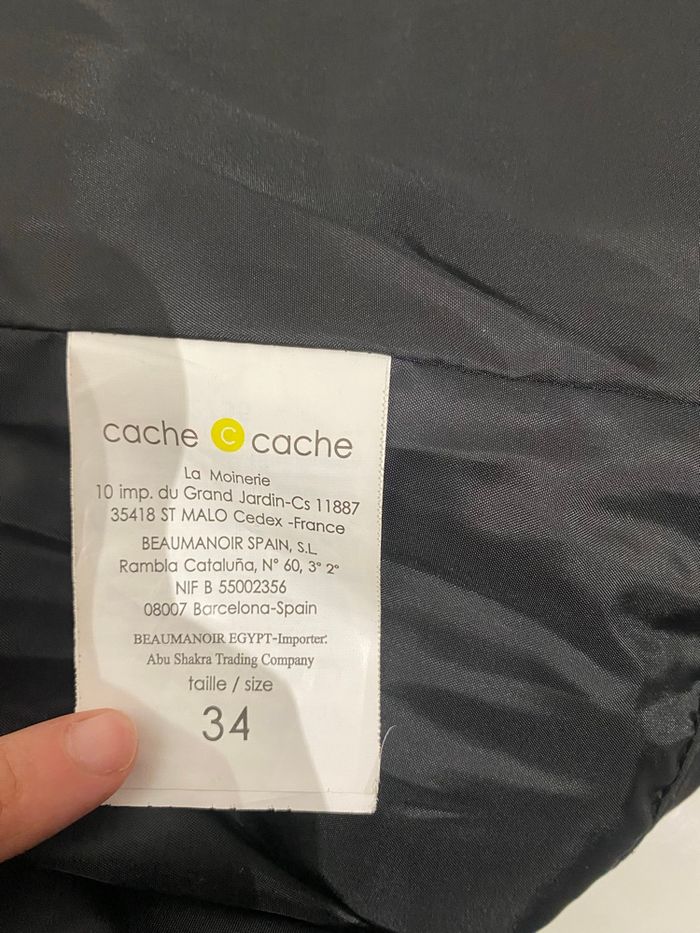 cache c cache
La Moinerie
10 imp. du Grand Jardin-Cs 11887
35418 ST MALO Cedex -France
BEAUMANOIR SPAIN, S.L
Rambla Cataluña, N° 60, 3° 2°
NIF B 55002356
08007 Barcelona-Spain
BEAUMANOIR EGYPT-Importer:
Abu Shakra Trading Company
taille / size
34